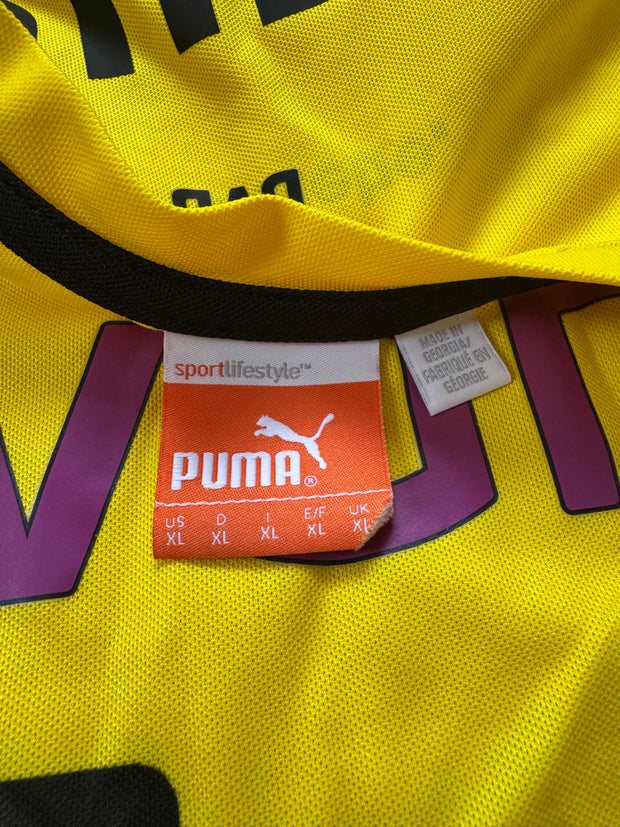 sportlifestyle™
PUMA®
US D I E/F UK
XL XL XL XL XL
MADE IN
GEORGIA/
FABRIQUÉ EN
GÉORGIE